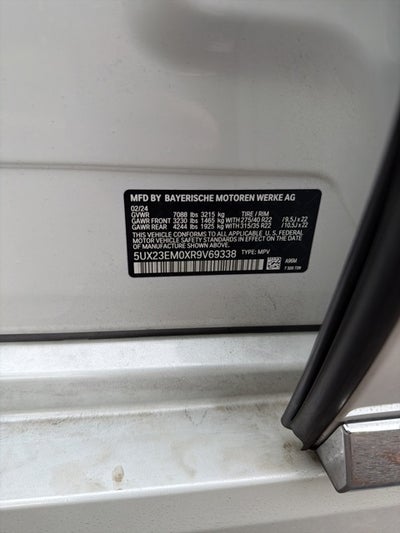 MFD BY BAYERISCHE MOTOREN WERKE AG
02/24
GVWR 7088 lbs 3215 kg TIRE / RIM
GAWR FRONT 3230 lbs 1465 kg WITH 275/40 R22 / 9.5J x 22
GAWR REAR 4244 lbs 1925 kg WITH 315/35 R22 / 10.5J x 22
THIS VEHICLE CONFORMS TO ALL APPLICABLE U.S. FEDERAL
MOTOR VEHICLE SAFETY STANDARDS IN EFFECT ON THE DATE
OF MANUFACTURE SHOWN ABOVE.
5UX23EM0XR9V69338 TYPE: MPV